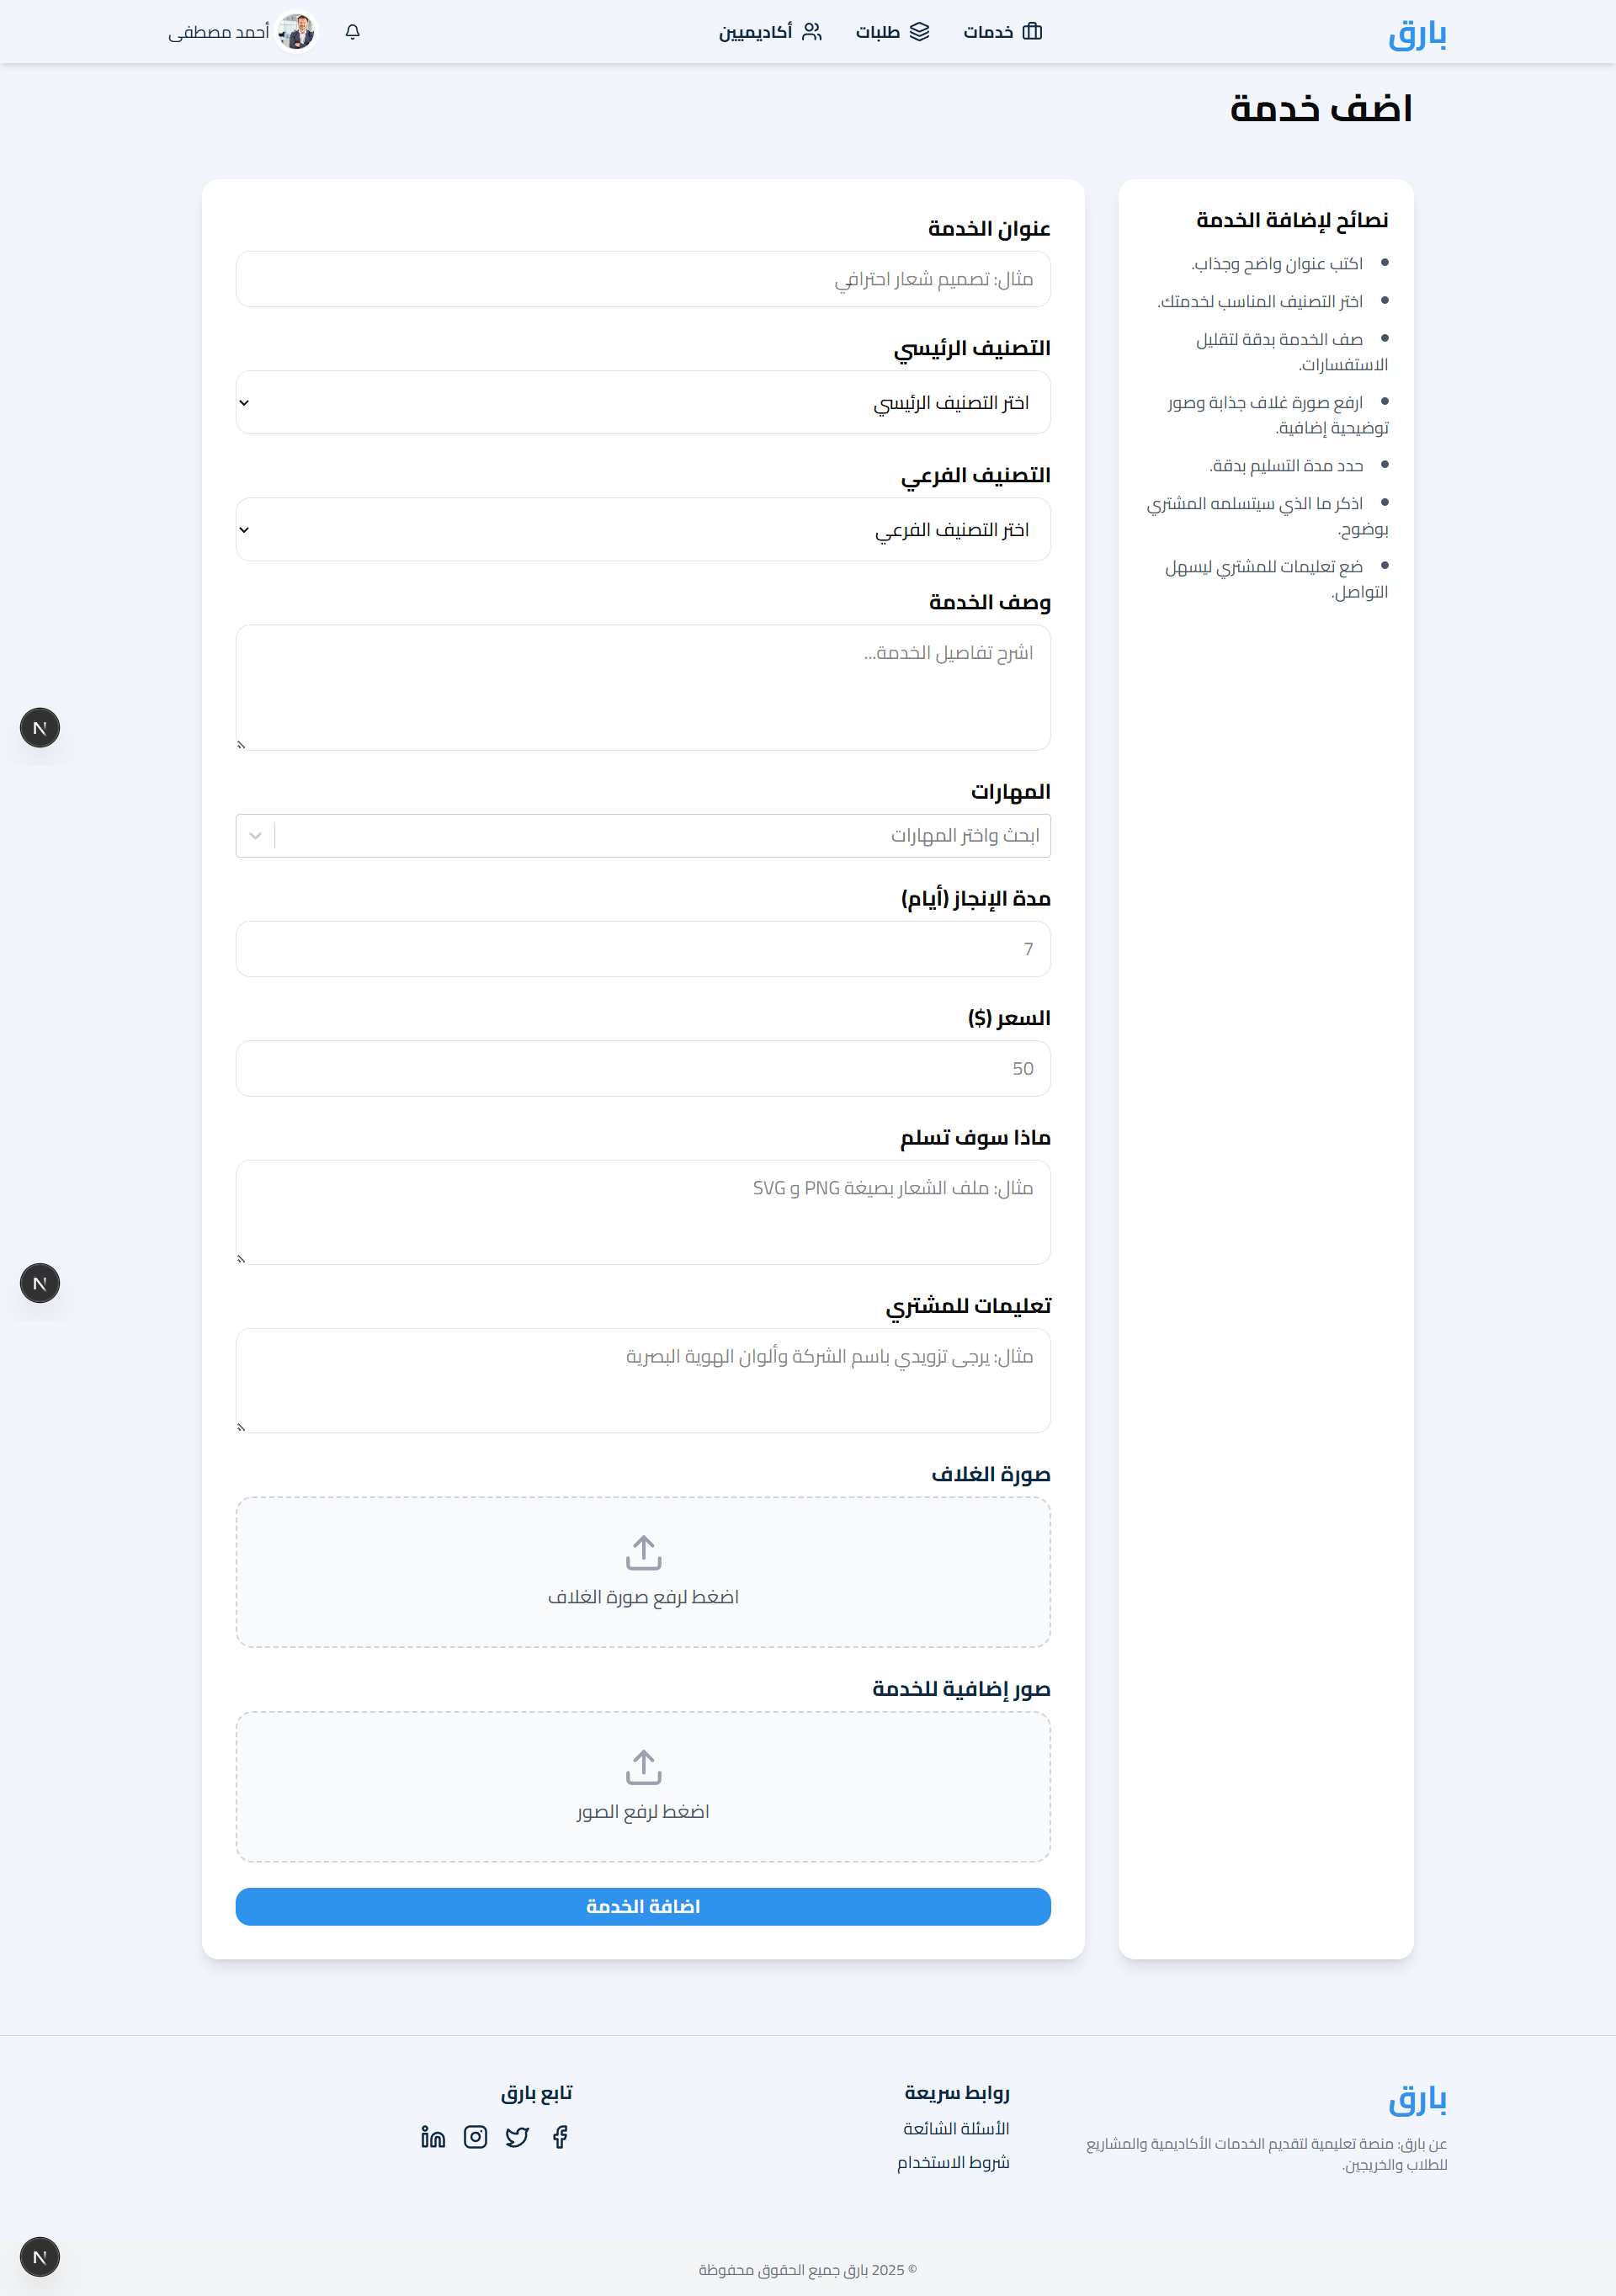 بارق
خدمات
طلبات
أكاديميين
أحمد مصطفى
اضف خدمة
نصائح لإضافة الخدمة
اكتب عنوان واضح وجذاب.
اختر التصنيف المناسب لخدمتك.
صف الخدمة بدقة لتقليل
الاستفسارات.
ارفع صورة غلاف جذابة وصور
توضيحية إضافية.
حدد مدة التسليم بدقة.
اذكر ما الذي سيتسلمه المشتري
بوضوح.
ضع تعليمات للمشتري ليسهل
التواصل.
عنوان الخدمة
مثال: تصميم شعار احترافي
التصنيف الرئيسي
اختر التصنيف الرئيسي
التصنيف الفرعي
اختر التصنيف الفرعي
وصف الخدمة
اشرح تفاصيل الخدمة...
المهارات
ابحث واختر المهارات
مدة الإنجاز (أيام)
7
السعر ($)
50
ماذا سوف تسلم
مثال: ملف الشعار بصيغة PNG و SVG
تعليمات للمشتري
مثال: يرجى تزويدي باسم الشركة وألوان الهوية البصرية
صورة الغلاف
اضغط لرفع صورة الغلاف
صور إضافية للخدمة
اضغط لرفع الصور
اضافة الخدمة
N
N
N
بارق
عن بارق: منصة تعليمية لتقديم الخدمات الأكاديمية والمشاريع
للطلاب والخريجين.
روابط سريعة
الأسئلة الشائعة
شروط الاستخدام
تابع بارق
© 2025 بارق جميع الحقوق محفوظة